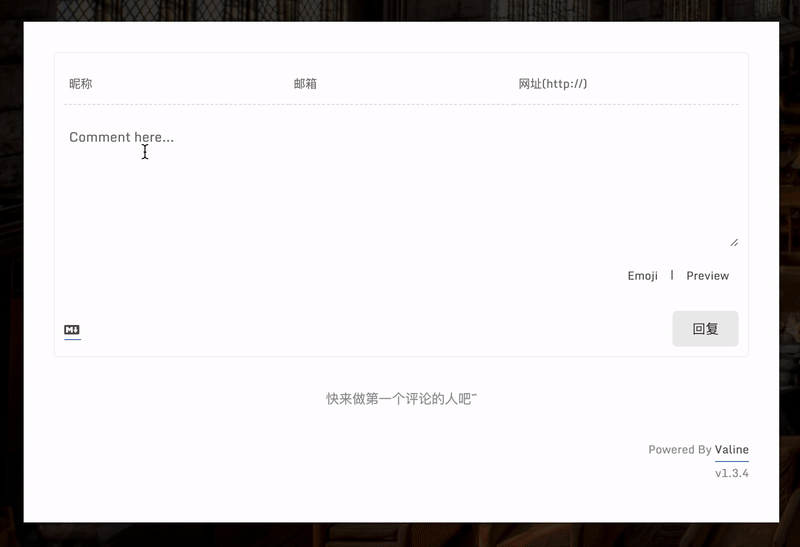 昵称 邮箱 网址(http://)
Comment here...
Emoji | Preview
M↓ 回复
快来做第一个评论的人吧~
Powered By Valine
v1.3.4